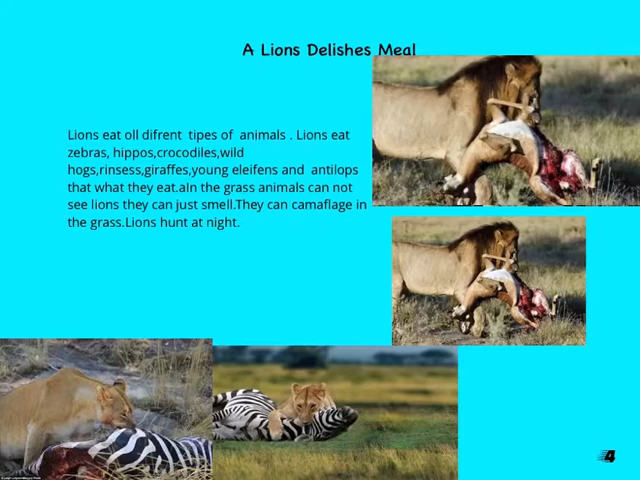 A Lions Delishes Meal
Lions eat oll difrent  tipes of  animals . Lions eat
zebras, hippos,crocodiles,wild
hogs,rinsess,giraffes,young eleifens and  antilops
that what they eat.aIn the grass animals can not
see lions they can just smell.They can camaflage in
the grass.Lions hunt at night.
4